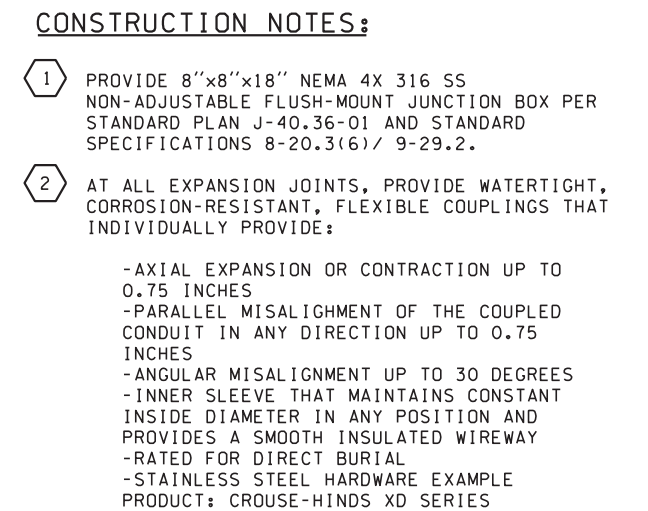 CONSTRUCTION NOTES:
1 PROVIDE 8"x8"x18" NEMA 4X 316 SS
NON-ADJUSTABLE FLUSH-MOUNT JUNCTION BOX PER
STANDARD PLAN J-40.36-01 AND STANDARD
SPECIFICATIONS 8-20.3(6)/ 9-29.2.
2 AT ALL EXPANSION JOINTS, PROVIDE WATERTIGHT,
CORROSION-RESISTANT, FLEXIBLE COUPLINGS THAT
INDIVIDUALLY PROVIDE:
-AXIAL EXPANSION OR CONTRACTION UP TO
0.75 INCHES
-PARALLEL MISALIGHMENT OF THE COUPLED
CONDUIT IN ANY DIRECTION UP TO 0.75
INCHES
-ANGULAR MISALIGNMENT UP TO 30 DEGREES
-INNER SLEEVE THAT MAINTAINS CONSTANT
INSIDE DIAMETER IN ANY POSITION AND
PROVIDES A SMOOTH INSULATED WIREWAY
-RATED FOR DIRECT BURIAL
-STAINLESS STEEL HARDWARE EXAMPLE
PRODUCT: CROUSE-HINDS XD SERIES